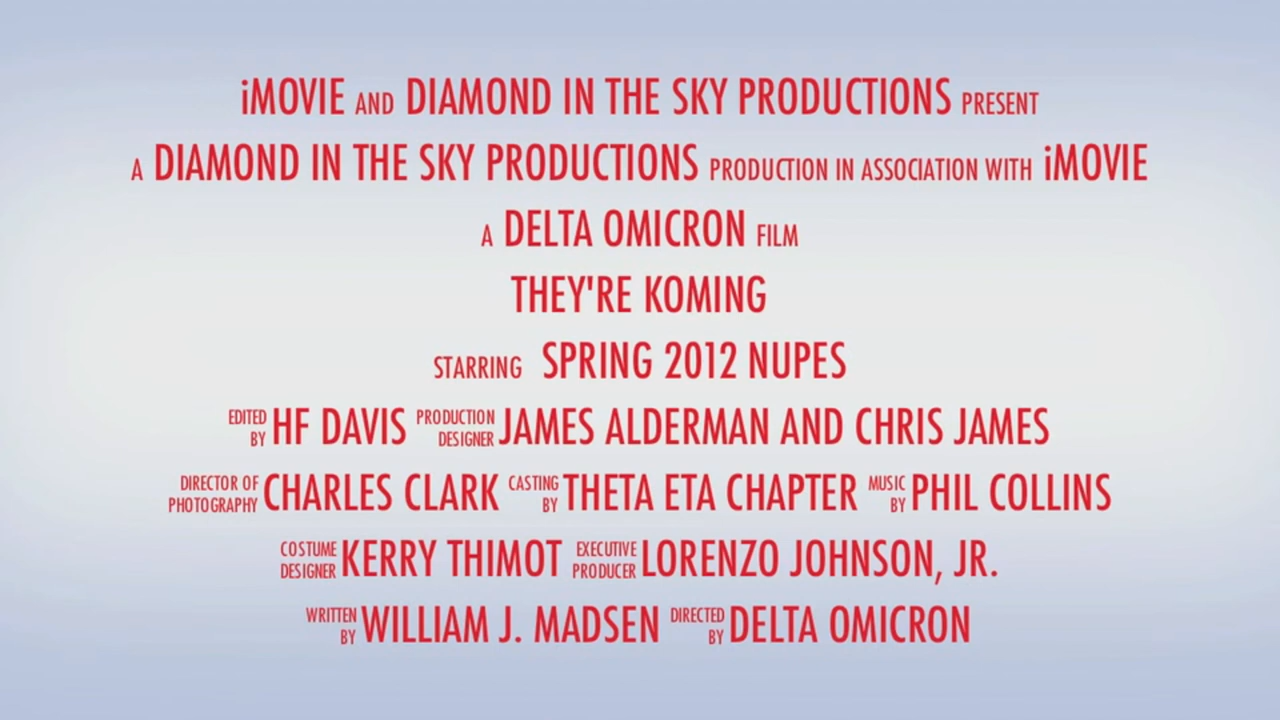 iMOVIE AND DIAMOND IN THE SKY PRODUCTIONS PRESENT
A DIAMOND IN THE SKY PRODUCTIONS PRODUCTION IN ASSOCIATION WITH iMOVIE
A DELTA OMICRON FILM
THEY'RE KOMING
STARRING SPRING 2012 NUPES
EDITED BY HF DAVIS PRODUCTION DESIGNER JAMES ALDERMAN AND CHRIS JAMES
DIRECTOR OF PHOTOGRAPHY CHARLES CLARK CASTING BY THETA ETA CHAPTER MUSIC BY PHIL COLLINS
COSTUME DESIGNER KERRY THIMOT EXECUTIVE PRODUCER LORENZO JOHNSON, JR.
WRITTEN BY WILLIAM J. MADSEN DIRECTED BY DELTA OMICRON